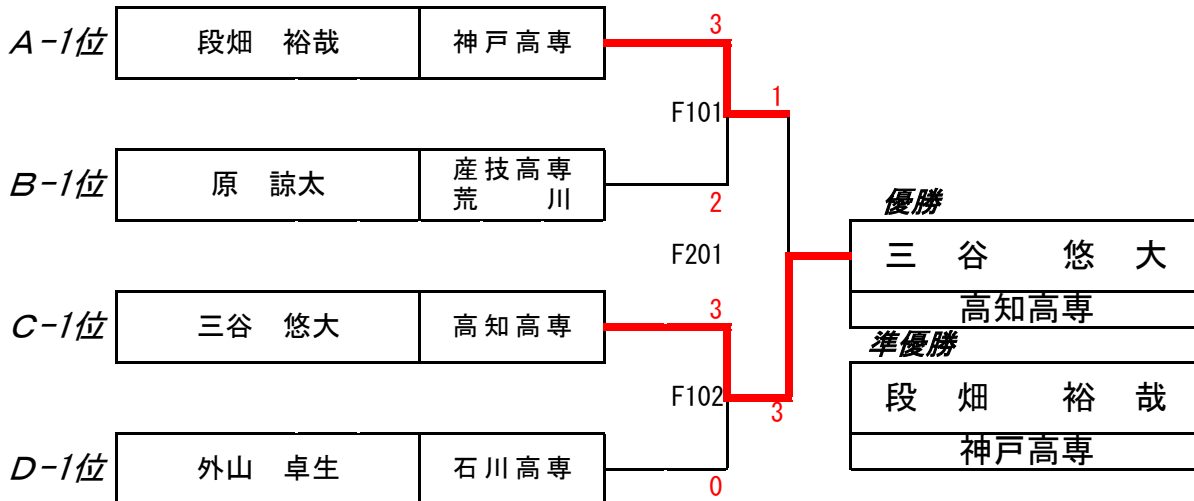 A-1位 段畑 裕哉 神戸高専 3
F101 1
B-1位 原 諒太 産技高専
荒 川 2
優勝
F201 三 谷 悠 大
C-1位 三谷 悠大 高知高専 3
高知高専
準優勝
F102 3
段 畑 裕 哉
神戸高専
D-1位 外山 卓生 石川高専 0